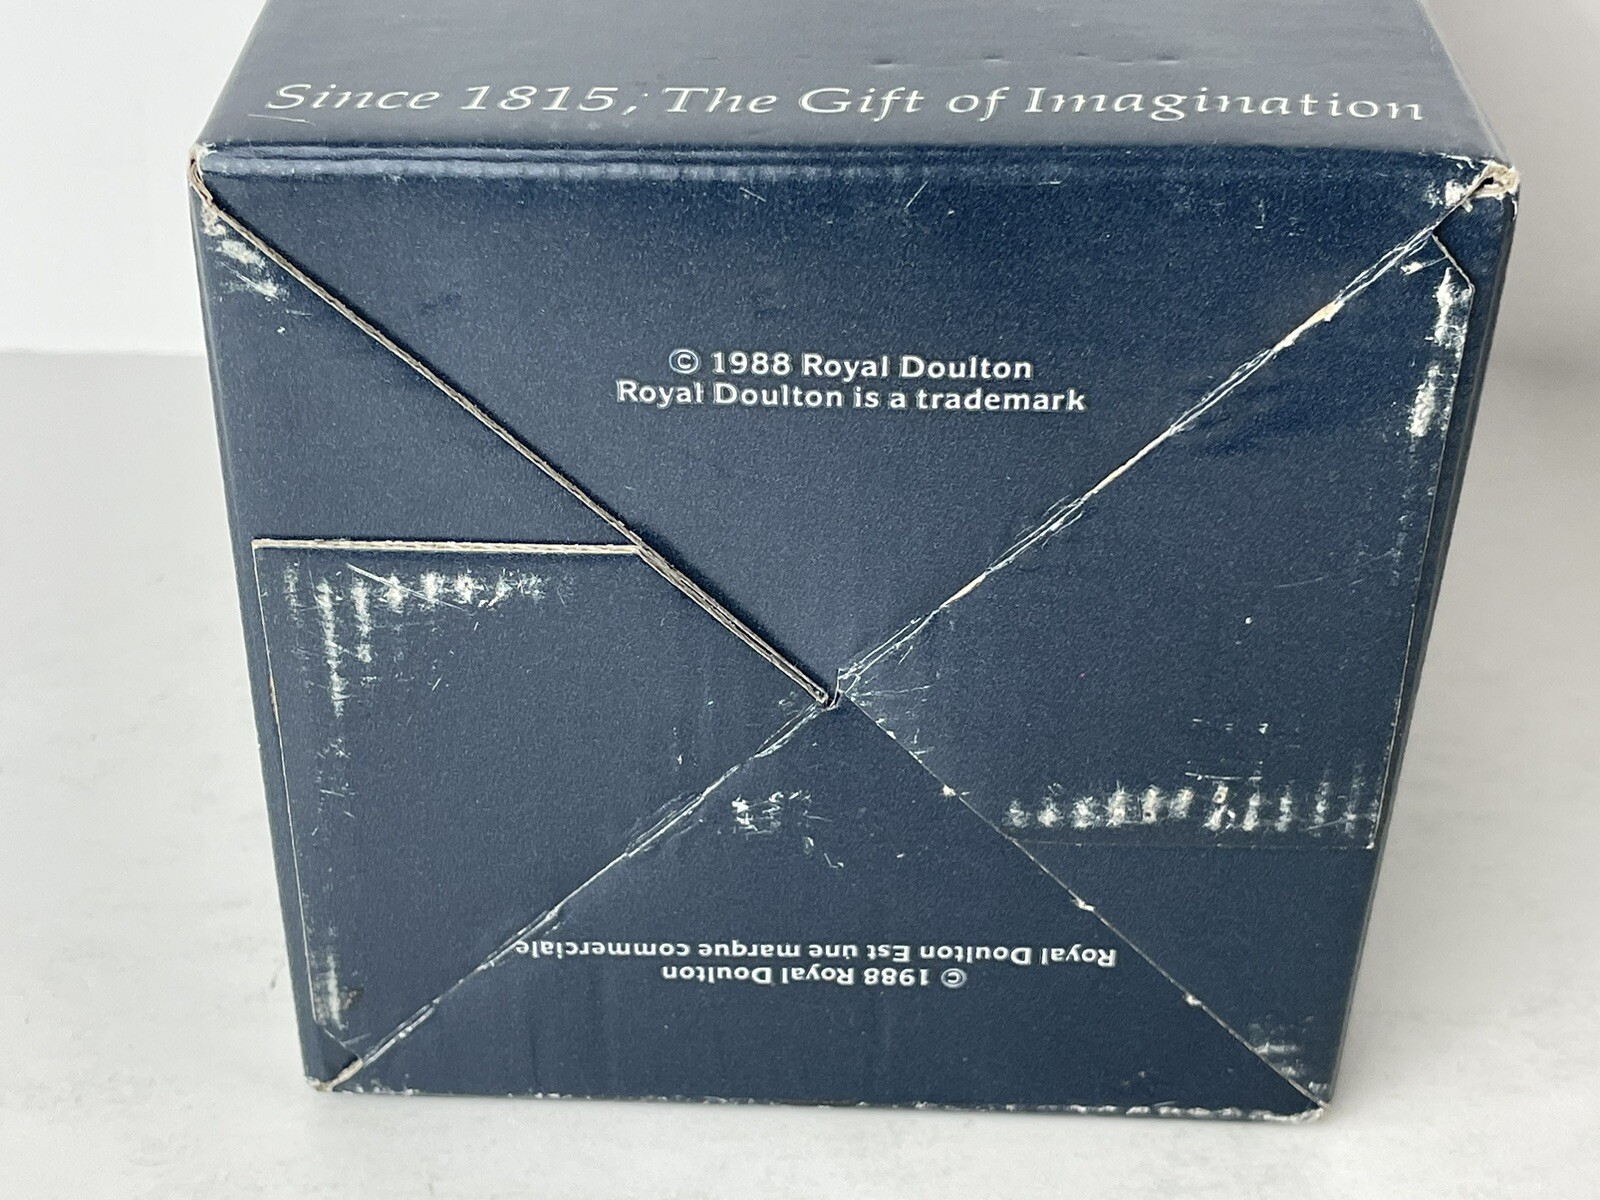 Since 1815, The Gift of Imagination
© 1988 Royal Doulton
Royal Doulton is a trademark
© 1988 Royal Doulton
Royal Doulton Est une marque commerciale